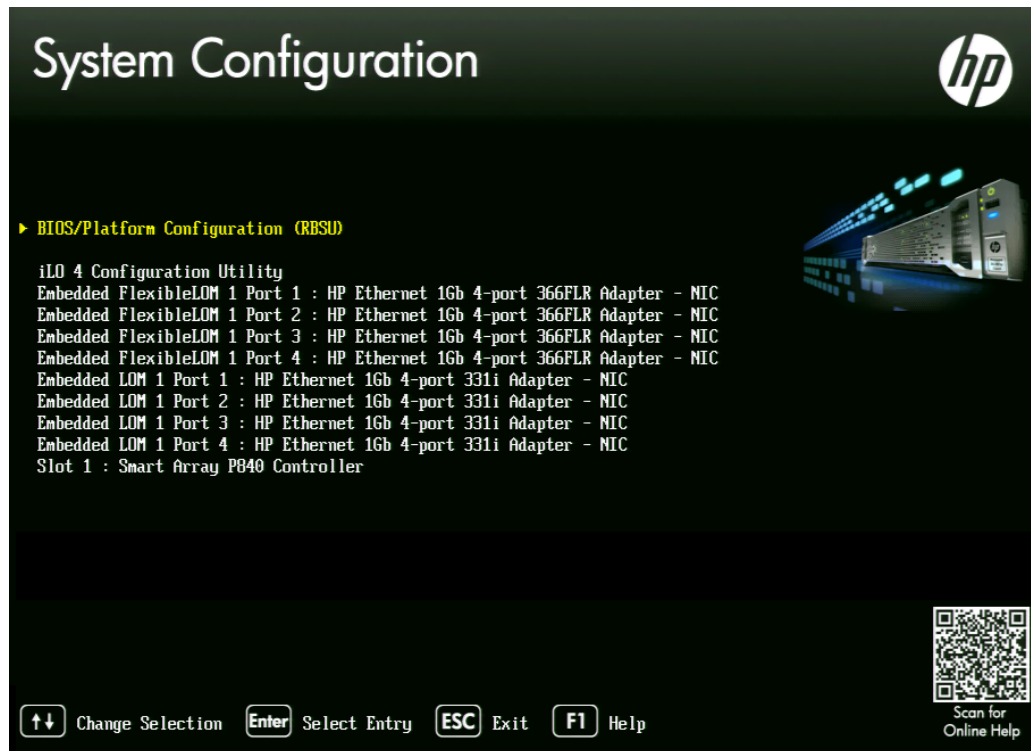 System Configuration
hp
BIOS/Platform Configuration (RBSU)
iLO 4 Configuration Utility
Embedded FlexibleLOM 1 Port 1 : HP Ethernet 1Gb 4-port 366FLR Adapter - NIC
Embedded FlexibleLOM 1 Port 2 : HP Ethernet 1Gb 4-port 366FLR Adapter - NIC
Embedded FlexibleLOM 1 Port 3 : HP Ethernet 1Gb 4-port 366FLR Adapter - NIC
Embedded FlexibleLOM 1 Port 4 : HP Ethernet 1Gb 4-port 366FLR Adapter - NIC
Embedded LOM 1 Port 1 : HP Ethernet 1Gb 4-port 331i Adapter - NIC
Embedded LOM 1 Port 2 : HP Ethernet 1Gb 4-port 331i Adapter - NIC
Embedded LOM 1 Port 3 : HP Ethernet 1Gb 4-port 331i Adapter - NIC
Embedded LOM 1 Port 4 : HP Ethernet 1Gb 4-port 331i Adapter - NIC
Slot 1 : Smart Array P840 Controller
↑↓ Change Selection Enter Select Entry ESC Exit F1 Help
Scan for
Online Help